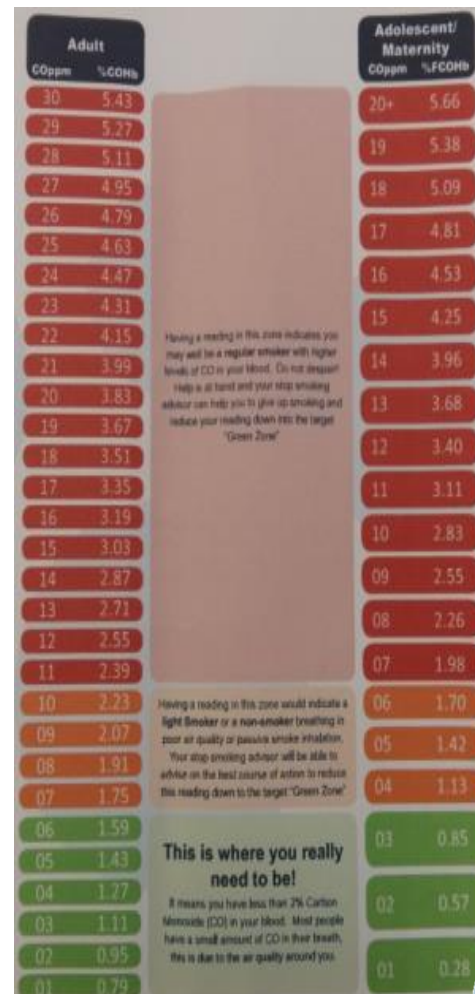 Adult
COppm %COHb
30 5.43
29 5.27
28 5.11
27 4.95
26 4.79
25 4.63
24 4.47
23 4.31
22 4.15
21 3.99
20 3.83
19 3.67
18 3.51
17 3.35
16 3.19
15 3.03
14 2.87
13 2.71
12 2.55
11 2.39
10 2.23
09 2.07
08 1.91
07 1.75
06 1.59
05 1.43
04 1.27
03 1.11
02 0.95
01 0.79
Having a reading in this zone indicates you
may well be a regular smoker with higher
levels of CO in your blood. Do not despair!
Help is at hand and your stop smoking
advisor can help you to give up smoking and
reduce your reading down into the target
"Green Zone"
Having a reading in this zone would indicate a
light Smoker or a non-smoker breathing in
poor air quality or passive smoke inhalation.
Your stop smoking advisor will be able to
advise on the best course of action to reduce
this reading down to the target "Green Zone"
This is where you really
need to be!
It means you have less than 2% Carbon
Monoxide (CO) in your blood. Most people
have a small amount of CO in their breath,
this is due to the air quality around you.
Adolescent/
Maternity
COppm %FCOHb
20+ 5.66
19 5.38
18 5.09
17 4.81
16 4.53
15 4.25
14 3.96
13 3.68
12 3.40
11 3.11
10 2.83
09 2.55
08 2.26
07 1.98
06 1.70
05 1.42
04 1.13
03 0.85
02 0.57
01 0.28